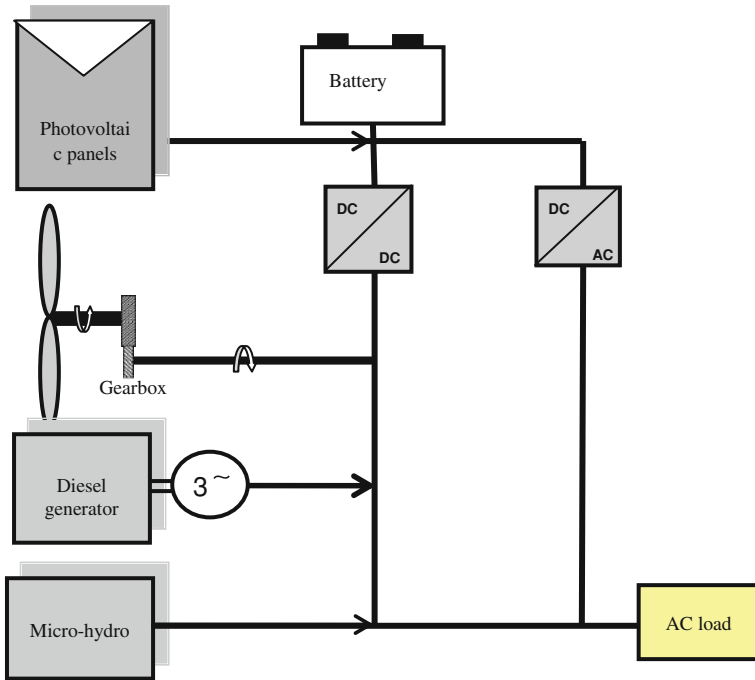 Battery
Photovoltai
c panels
DC
DC
DC
AC
Gearbox
Diesel
generator
3~
Micro-hydro
AC load